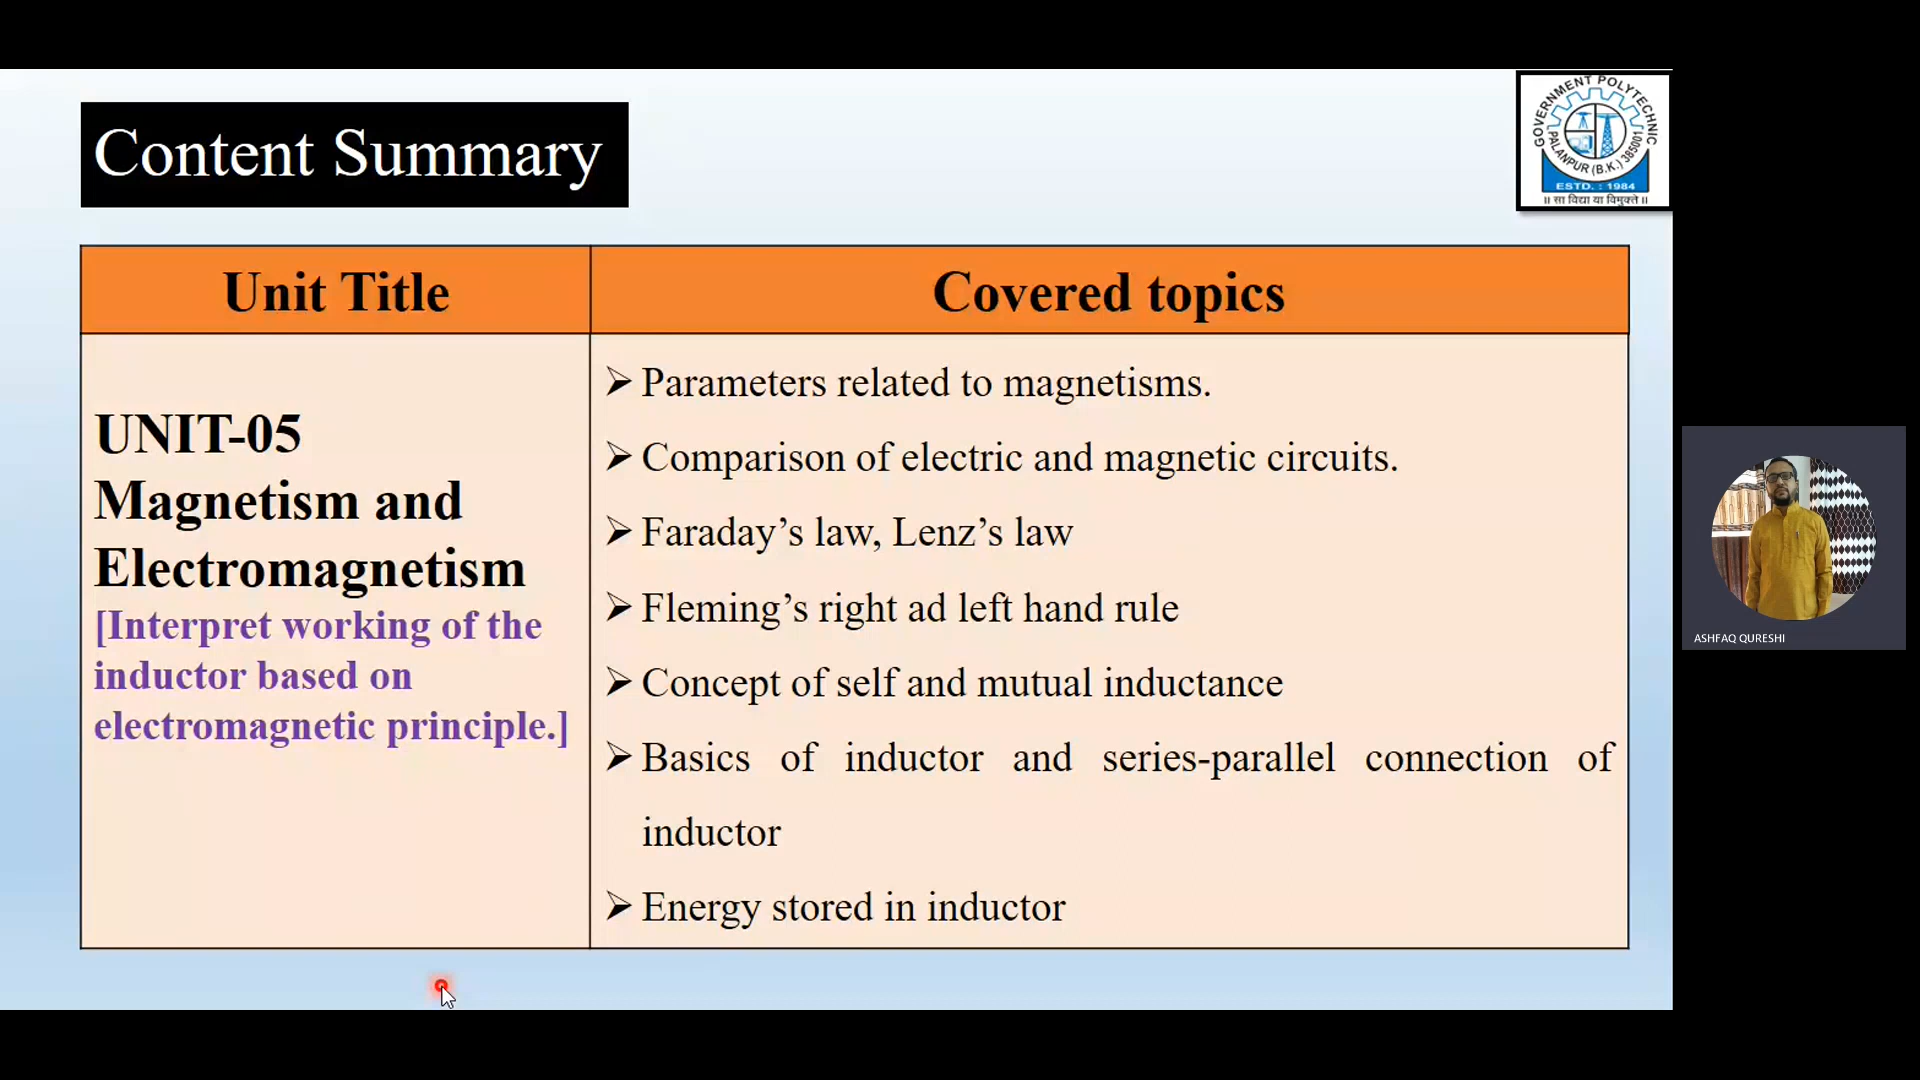 Content Summary
GOVERNMENT POLYTECHNIC
PALANPUR (B.K.) 385001
ESTD. : 1984
॥ सा विद्या या विमुक्ते ॥
Unit Title
Covered topics
UNIT-05
Magnetism and
Electromagnetism
[Interpret working of the
inductor based on
electromagnetic principle.]
➢ Parameters related to magnetisms.
➢ Comparison of electric and magnetic circuits.
➢ Faraday’s law, Lenz’s law
➢ Fleming’s right ad left hand rule
➢ Concept of self and mutual inductance
➢ Basics of inductor and series-parallel connection of
inductor
➢ Energy stored in inductor
ASHFAQ QURESHI